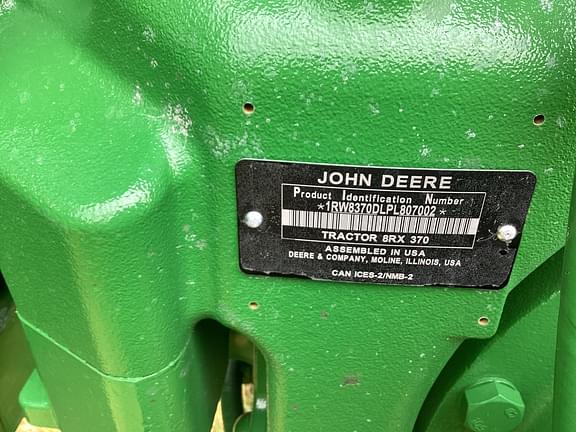 JOHN DEERE
Product Identification Number
*1RW8370DLPL807002*
TRACTOR 8RX 370
ASSEMBLED IN USA
DEERE & COMPANY, MOLINE, ILLINOIS, USA
CAN ICES-2/NMB-2